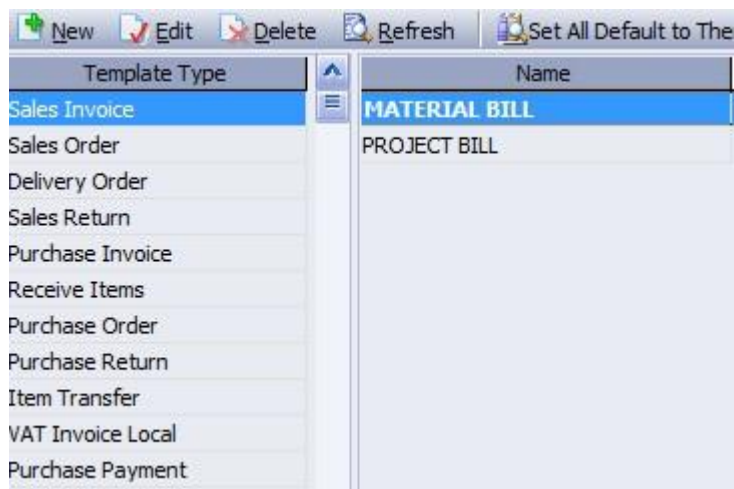 New Edit Delete Refresh Set All Default to The
Template Type Name
Sales Invoice MATERIAL BILL
Sales Order PROJECT BILL
Delivery Order
Sales Return
Purchase Invoice
Receive Items
Purchase Order
Purchase Return
Item Transfer
VAT Invoice Local
Purchase Payment